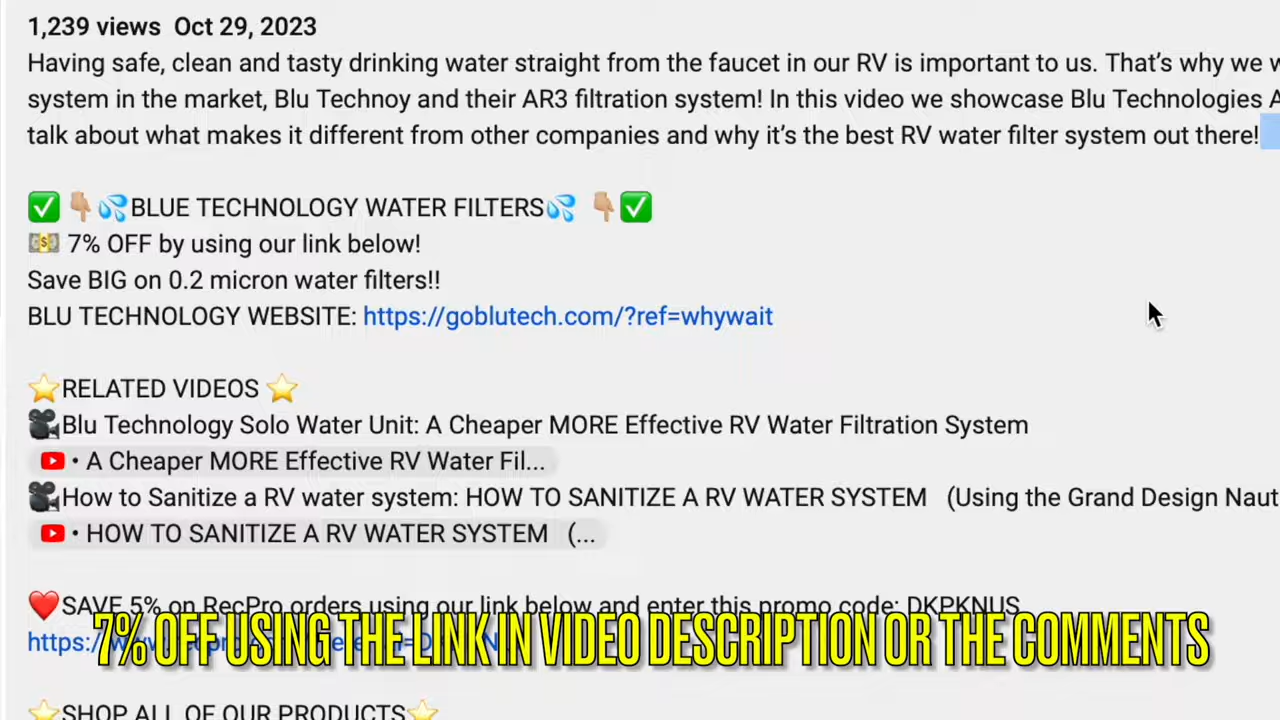 1,239 views Oct 29, 2023
Having safe, clean and tasty drinking water straight from the faucet in our RV is important to us. That's why we
system in the market, Blu Technoy and their AR3 filtration system! In this video we showcase Blu Technologies
talk about what makes it different from other companies and why it's the best RV water filter system out there!
✅👇🏼💦BLUE TECHNOLOGY WATER FILTERS💦 👇🏼✅
💵 7% OFF by using our link below!
Save BIG on 0.2 micron water filters!!
BLU TECHNOLOGY WEBSITE: https://goblutech.com/?ref=whywait
⭐RELATED VIDEOS ⭐
🎥Blu Technology Solo Water Unit: A Cheaper MORE Effective RV Water Filtration System
• A Cheaper MORE Effective RV Water Fil...
🎥How to Sanitize a RV water system: HOW TO SANITIZE A RV WATER SYSTEM (Using the Grand Design
• HOW TO SANITIZE A RV WATER SYSTEM (...
❤️SAVE 5% on RecPro orders using our link below and enter this promo code: DKPKNUS
7% OFF USING THE LINK IN VIDEO DESCRIPTION OR THE COMMENTS
⭐SHOP ALL OF OUR PRODUCTS⭐